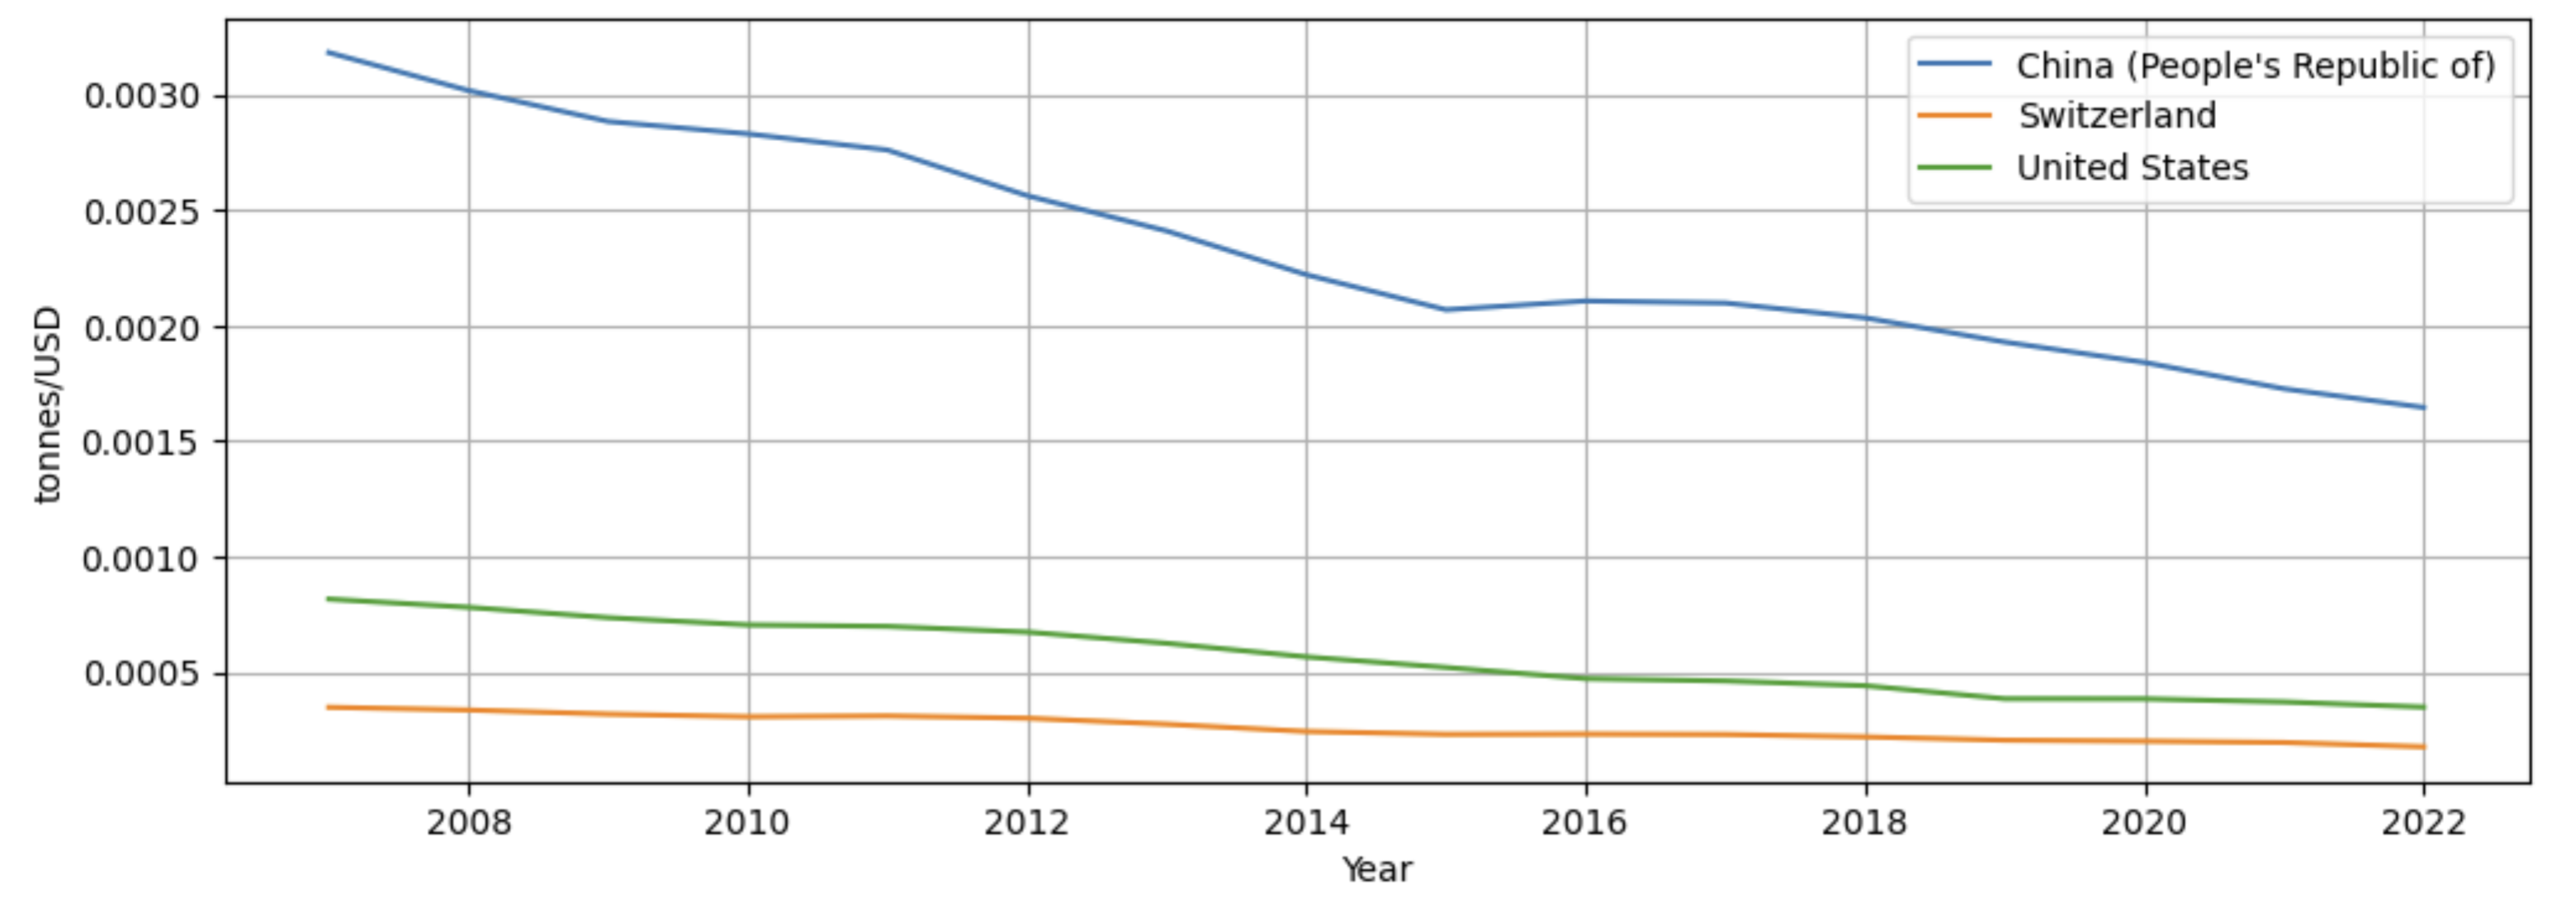 China (People's Republic of)
Switzerland
United States
0.0030
0.0025
0.0020
0.0015
0.0010
0.0005
tonnes/USD
2008 2010 2012 2014 2016 2018 2020 2022
Year